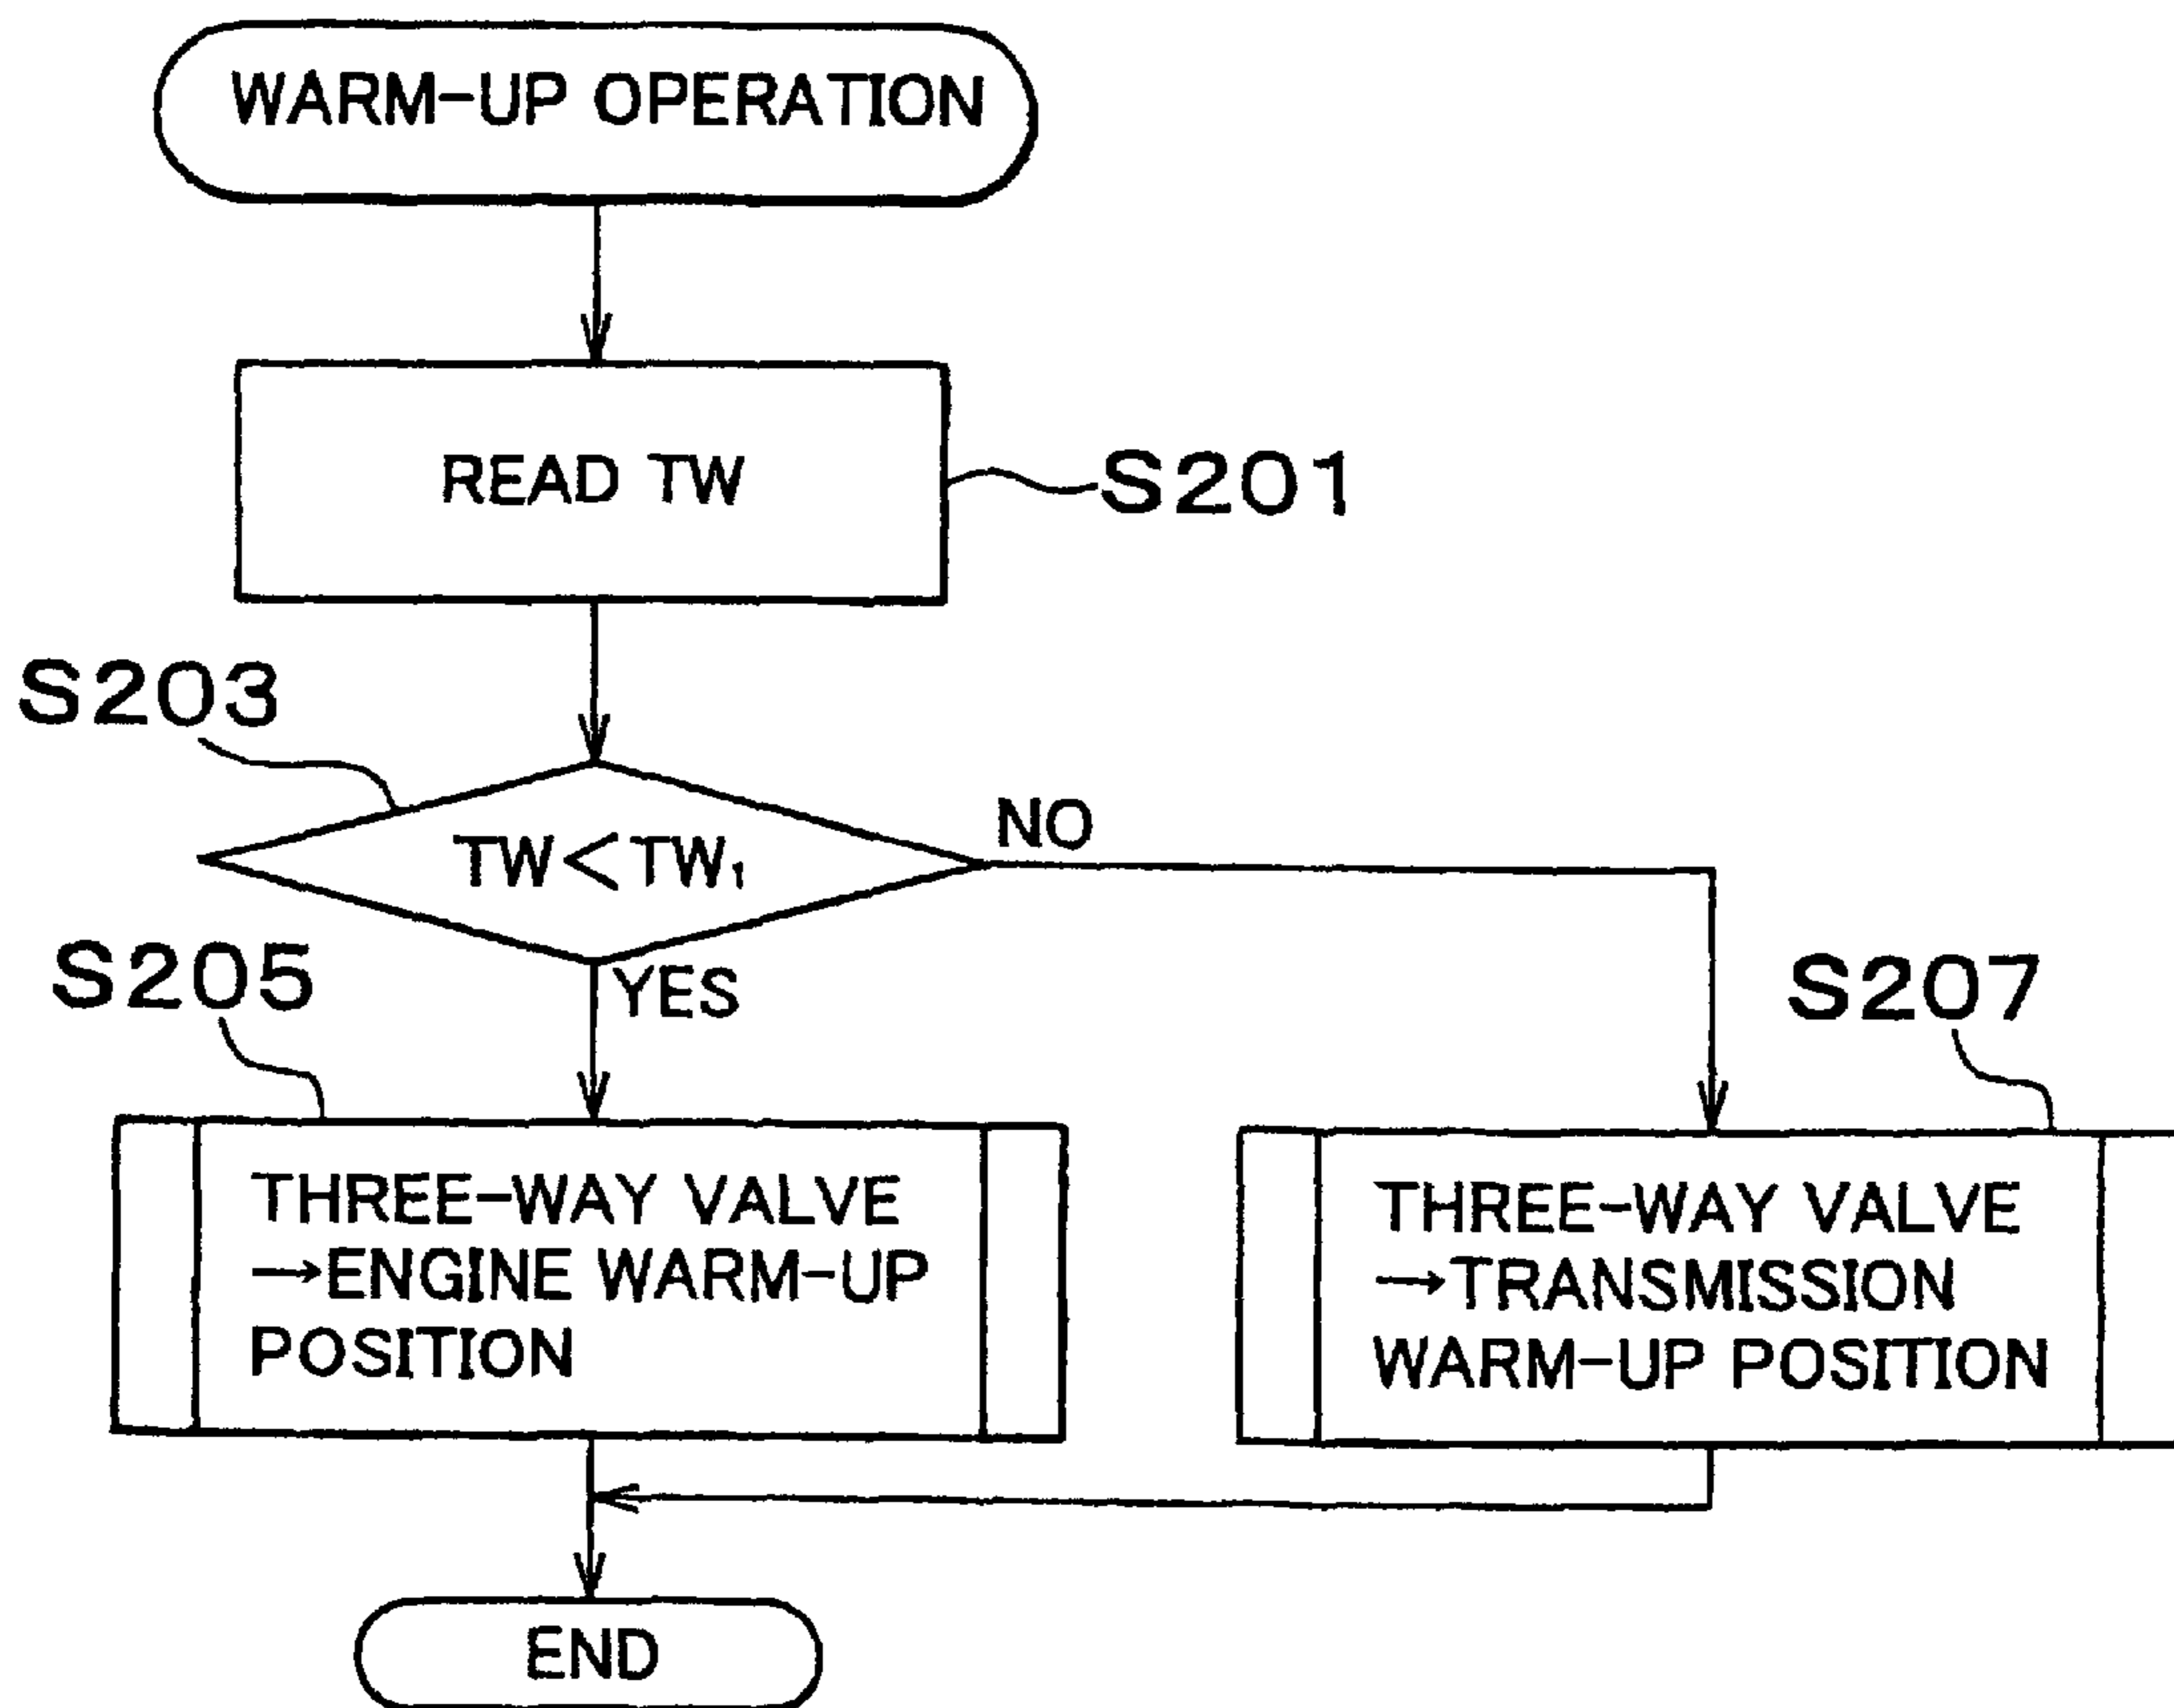 WARM-UP OPERATION
READ TW
S201
S203
TW<TW₁
NO
YES
S205
S207
THREE-WAY VALVE
→ENGINE WARM-UP
POSITION
THREE-WAY VALVE
→TRANSMISSION
WARM-UP POSITION
END